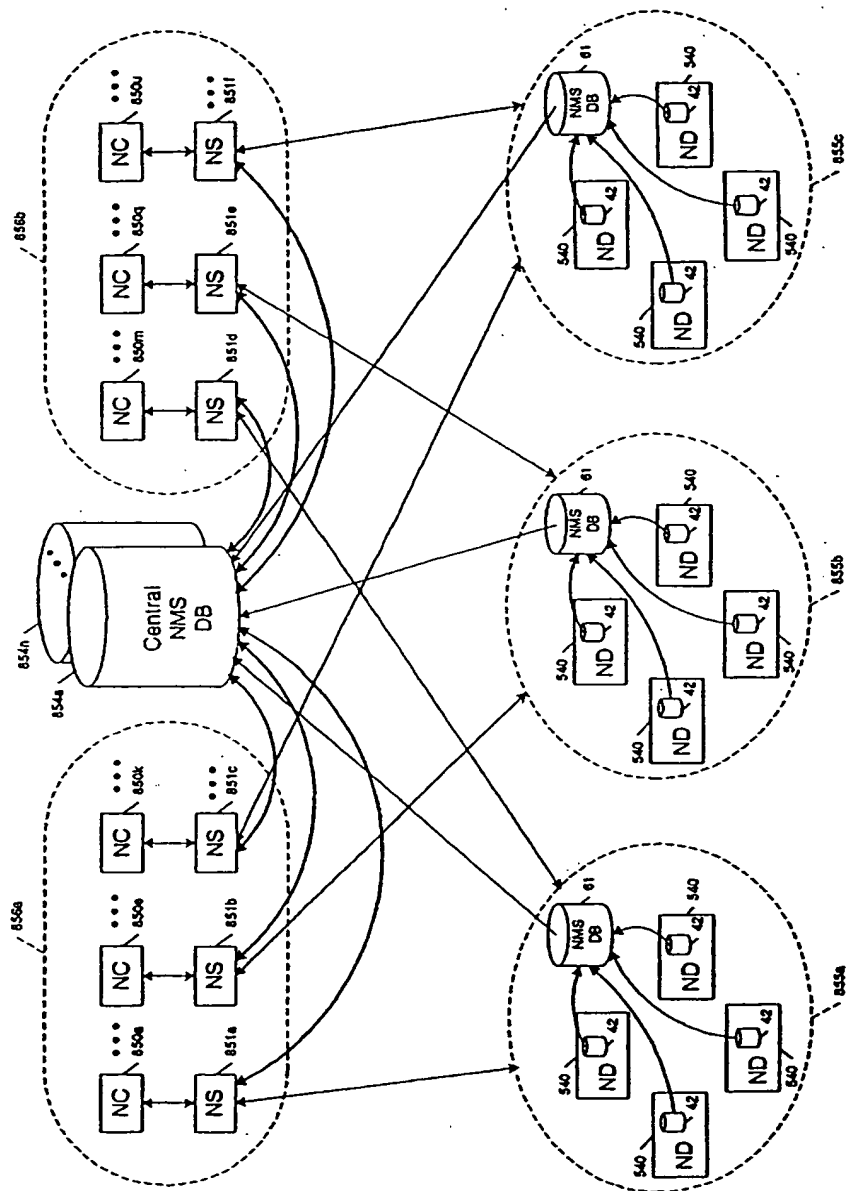 856a
NC
850a
NC
850e
NC
850k
NS
851a
NS
851b
NS
851c
854n
854a
Central
NMS
DB
856b
NC
850m
NC
850q
NC
850u
NS
851d
NS
851e
NS
851f
61
NMS
DB
540
42
ND
540
42
ND
540
42
ND
540
42
ND
855a
61
NMS
DB
540
42
ND
540
42
ND
540
42
ND
540
42
ND
855b
61
NMS
DB
540
42
ND
540
42
ND
540
42
ND
540
42
ND
855c